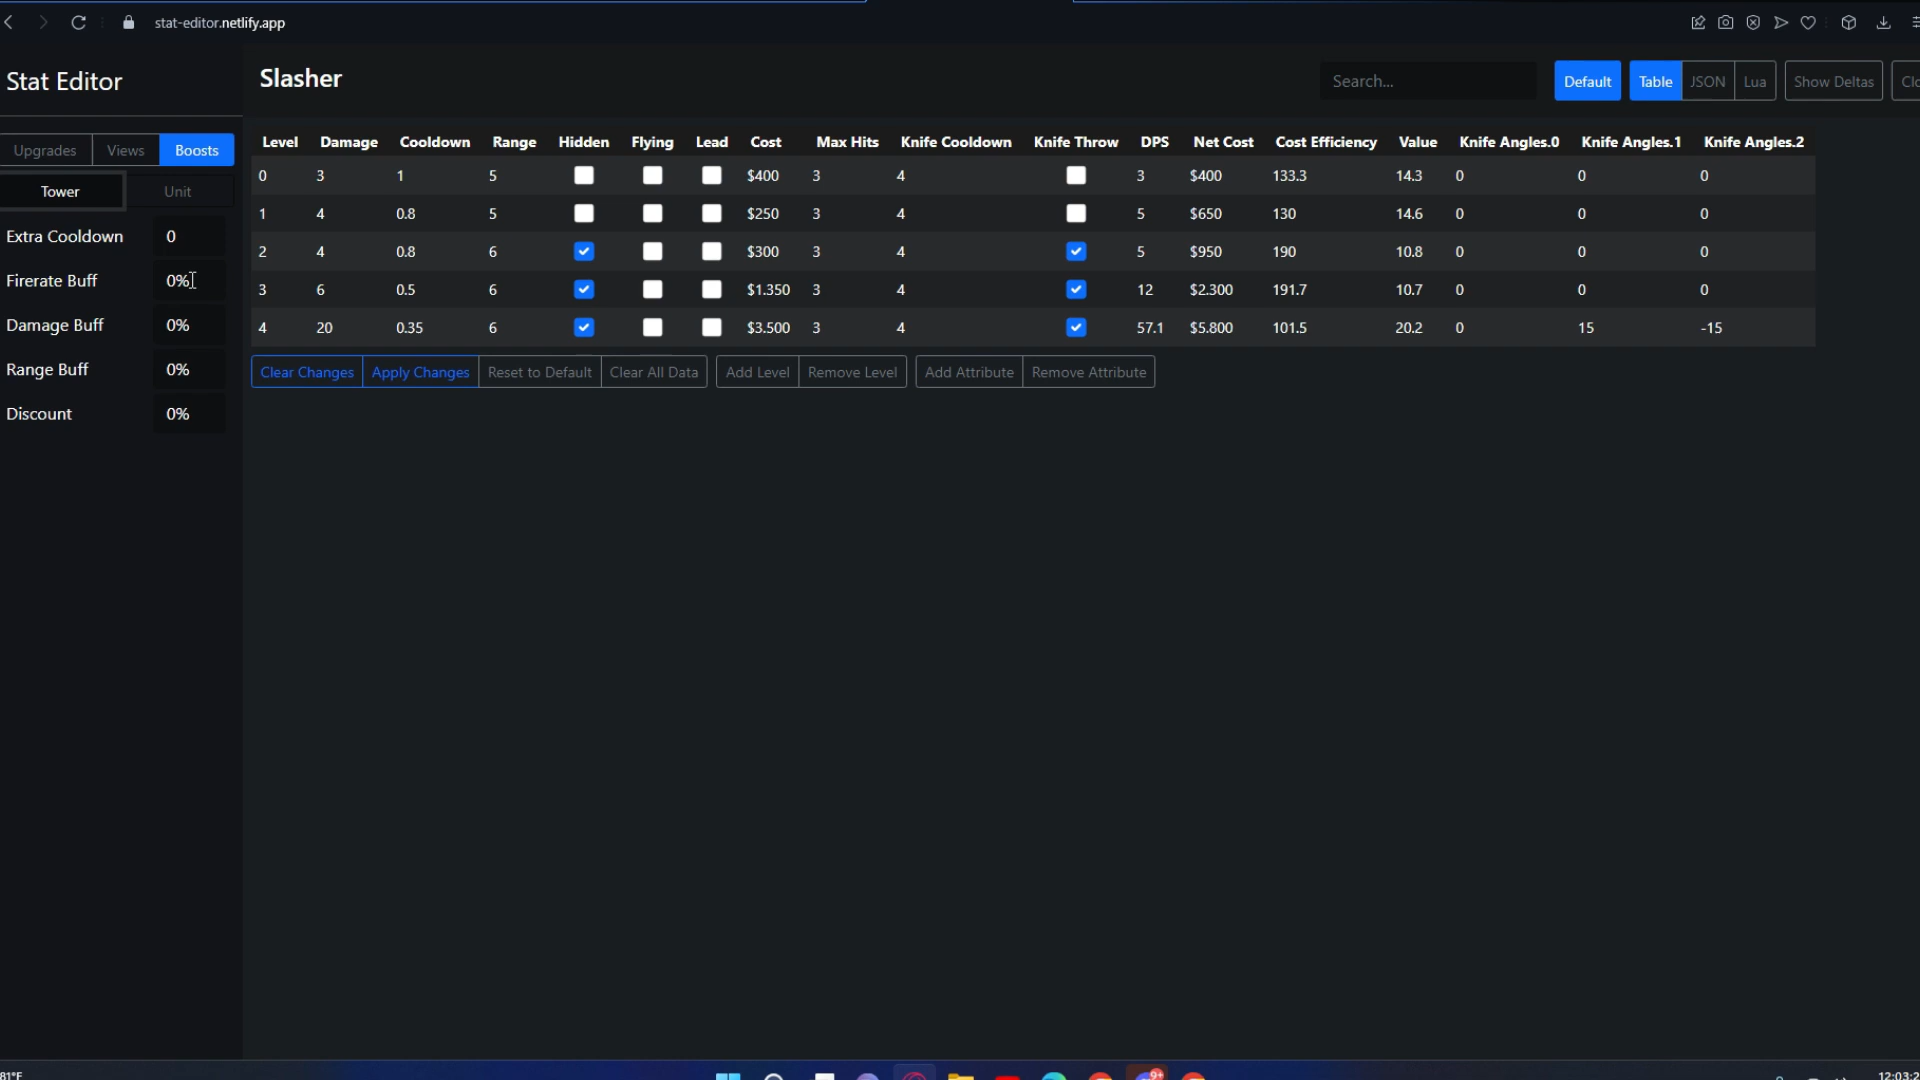 stat-editor.netlify.app
Stat Editor
Slasher
Search...
Default
Table
JSON
Lua
Show Deltas
Upgrades
Views
Boosts
Tower
Unit
Extra Cooldown 0
Firerate Buff 0%
Damage Buff 0%
Range Buff 0%
Discount 0%
Level Damage Cooldown Range Hidden Flying Lead Cost Max Hits Knife Cooldown Knife Throw DPS Net Cost Cost Efficiency Value Knife Angles.0 Knife Angles.1 Knife Angles.2
0 3 1 5 $400 3 4 3 $400 133.3 14.3 0 0 0
1 4 0.8 5 $250 3 4 5 $650 130 14.6 0 0 0
2 4 0.8 6 $300 3 4 5 $950 190 10.8 0 0 0
3 6 0.5 6 $1.350 3 4 12 $2.300 191.7 10.7 0 0 0
4 20 0.35 6 $3.500 3 4 57.1 $5.800 101.5 20.2 0 15 -15
Clear Changes
Apply Changes
Reset to Default
Clear All Data
Add Level
Remove Level
Add Attribute
Remove Attribute
81°F
9+